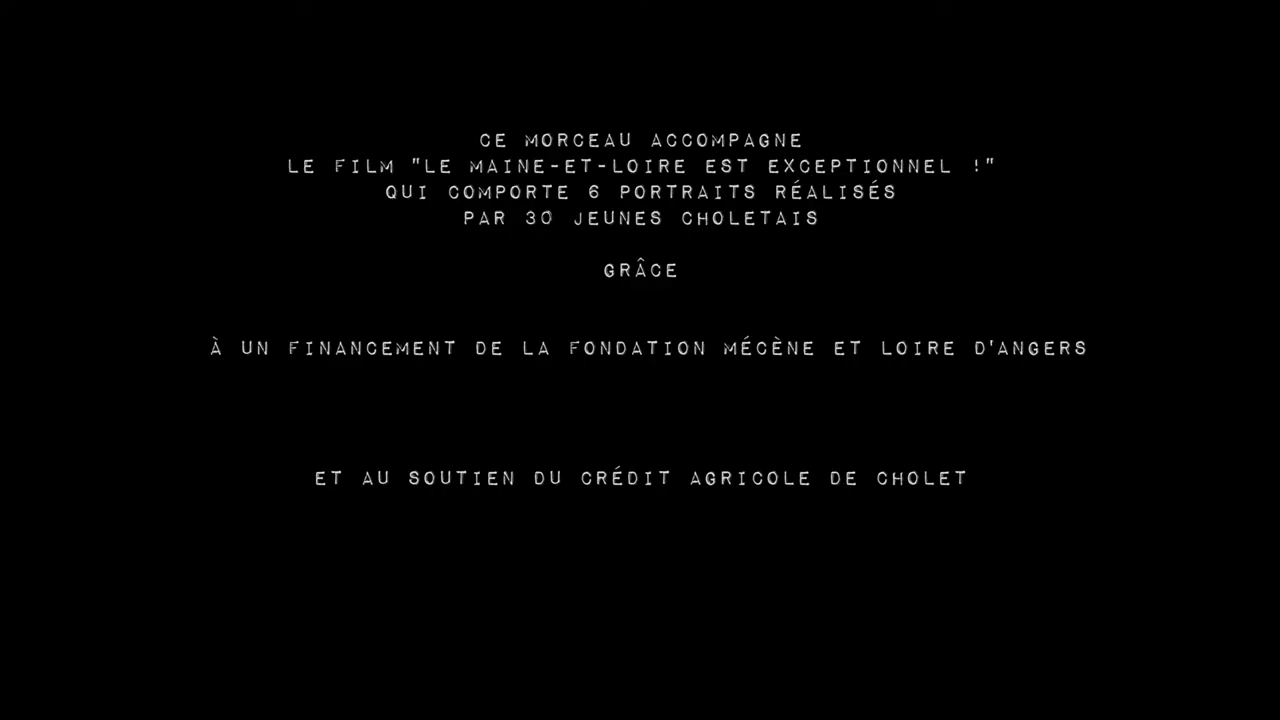 CE MORCEAU ACCOMPAGNE
LE FILM "LE MAINE-ET-LOIRE EST EXCEPTIONNEL !"
QUI COMPORTE 6 PORTRAITS RÉALISÉS
PAR 30 JEUNES CHOLETAIS
GRÂCE
À UN FINANCEMENT DE LA FONDATION MÉCÈNE ET LOIRE D'ANGERS
ET AU SOUTIEN DU CRÉDIT AGRICOLE DE CHOLET